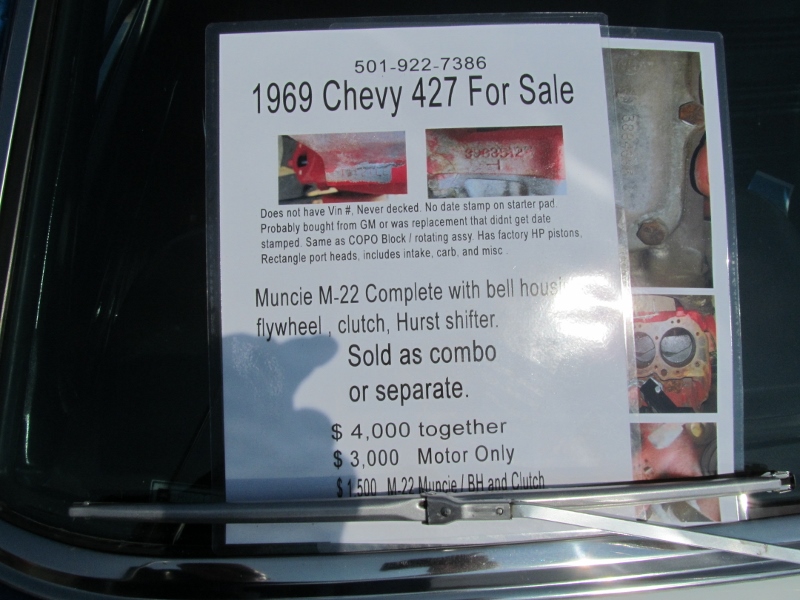 501-922-7386
1969 Chevy 427 For Sale
Does not have Vin #, Never decked. No date stamp on starter pad.
Probably bought from GM or was replacement that didnt get date
stamped. Same as COPO Block / rotating assy. Has factory HP pistons,
Rectangle port heads, includes intake, carb, and misc .
Muncie M-22 Complete with bell
flywheel , clutch, Hurst shifter.
Sold as combo
or separate.
$ 4,000 together
$ 3,000 Motor Only
$ 1,500 M-22 Muncie / BH and Clutch